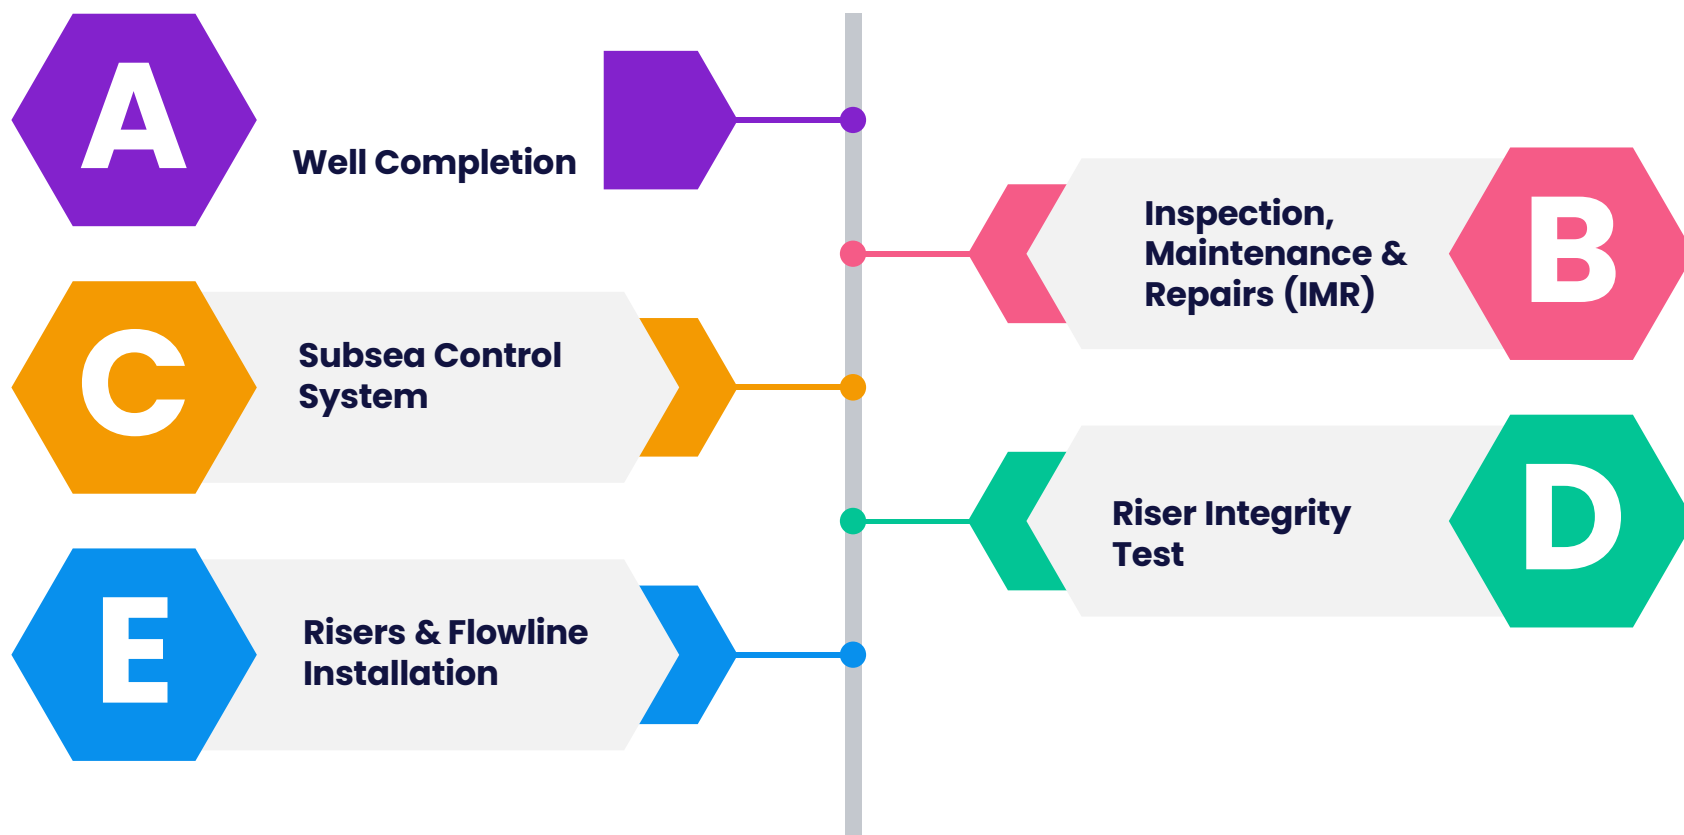 A
Well Completion
B
Inspection,
Maintenance &
Repairs (IMR)
C
Subsea Control
System
D
Riser Integrity
Test
E
Risers & Flowline
Installation